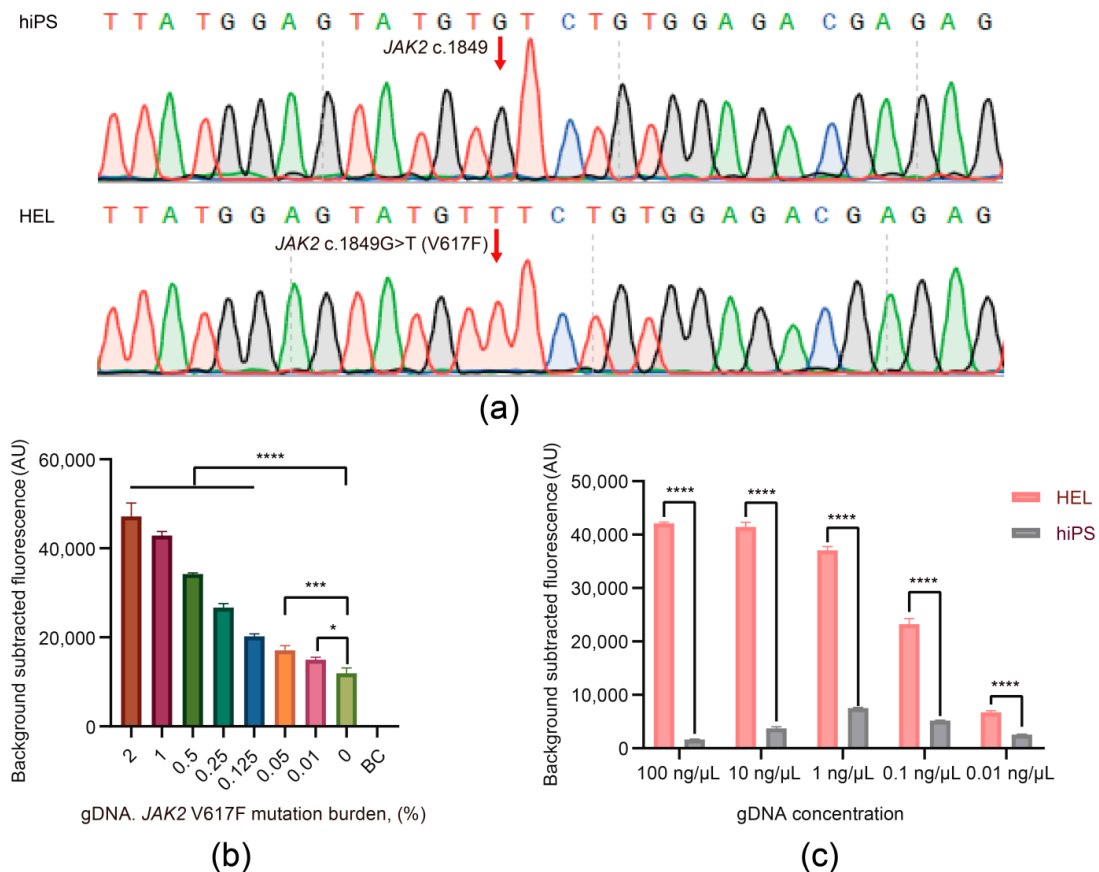 hiPS T T A T G G A G T A T G T G T C T G T G G A G A C G A G A G
JAK2 c.1849
HEL T T A T G G A G T A T G T T T C T G T G G A G A C G A G A G
JAK2 c.1849G>T (V617F)
(a)
Background subtracted fluorescence (AU)
60,000
40,000
20,000
0
****
***
*
2 1 0.5 0.25 0.125 0.05 0.01 0 BC
gDNA. JAK2 V617F mutation burden, (%)
(b)
Background subtracted fluorescence (AU)
50,000
40,000
30,000
20,000
10,000
0
**** **** **** **** ****
HEL
hiPS
100 ng/μL 10 ng/μL 1 ng/μL 0.1 ng/μL 0.01 ng/μL
gDNA concentration
(c)